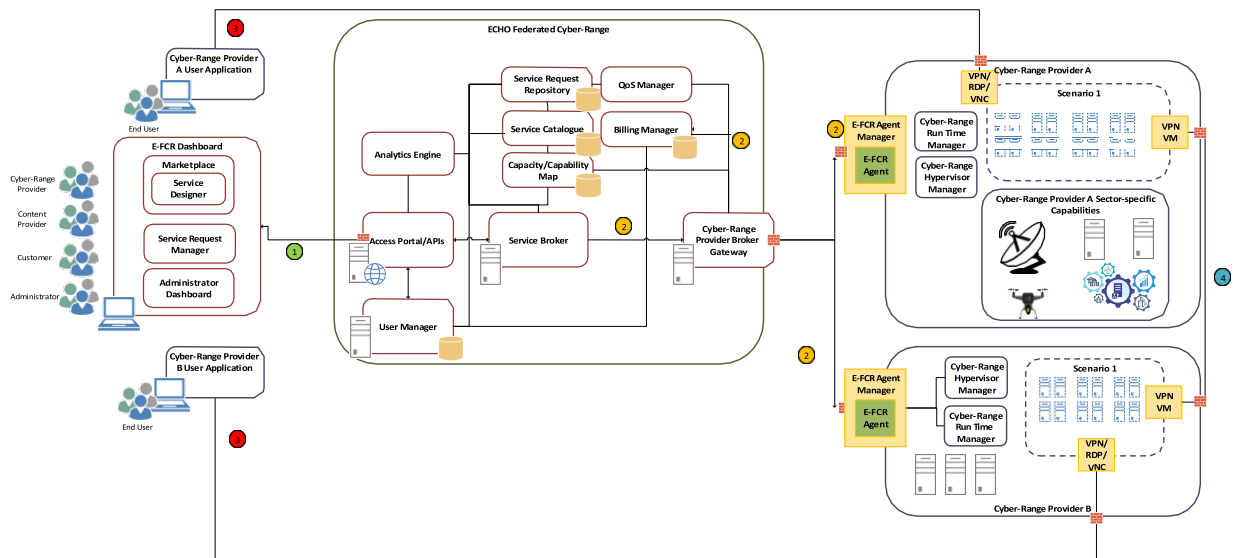 3
Cyber-Range Provider
A User Application
End User
E-FCR Dashboard
Marketplace
Service
Designer
Service Request
Manager
Administrator
Dashboard
Cyber-Range
Provider
Content
Provider
Customer
Administrator
Cyber-Range Provider
B User Application
End User
3
1
ECHO Federated Cyber-Range
Service Request
Repository
QoS Manager
Service Catalogue
Billing Manager
2
Analytics Engine
Capacity/Capability
Map
Access Portal/APIs
Service Broker
2
Cyber-Range
Provider Broker
Gateway
User Manager
2
2
Cyber-Range Provider A
VPN/
RDP/
VNC
Scenario 1
E-FCR Agent
Manager
E-FCR
Agent
Cyber-Range
Run Time
Manager
Cyber-Range
Hypervisor
Manager
VPN
VM
Cyber-Range Provider A Sector-specific
Capabilities
4
E-FCR Agent
Manager
E-FCR
Agent
Cyber-Range
Hypervisor
Manager
Cyber-Range
Run Time
Manager
Scenario 1
VPN
VM
VPN/
RDP/
VNC
Cyber-Range Provider B